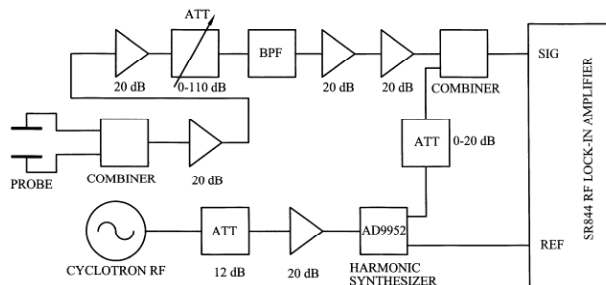 ATT
20 dB
0-110 dB
BPF
20 dB
20 dB
COMBINER
SIG
PROBE
COMBINER
20 dB
ATT
0-20 dB
CYCLOTRON RF
ATT
12 dB
20 dB
AD9952
HARMONIC
SYNTHESIZER
REF
SR844 RF LOCK-IN AMPLIFIER